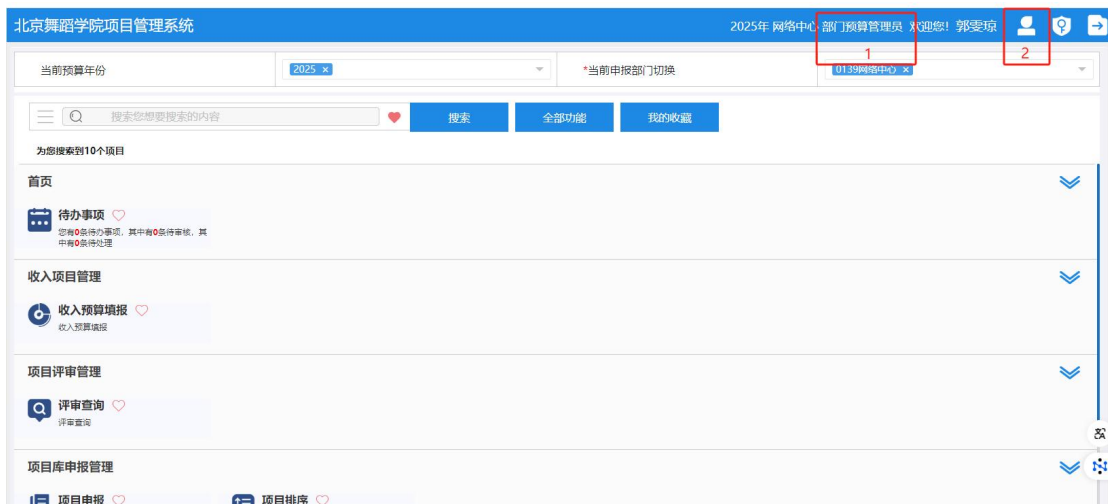 北京舞蹈学院项目管理系统
2025年 网络中心 部门预算管理员 欢迎您！郭雯琼
1
2
当前预算年份
2025 ×
*当前申报部门切换
0139网络中心 ×
搜索您想要搜索的内容
搜索
全部功能
我的收藏
为您搜索到10个项目
首页
待办事项
您有0条待办事项，其中有0条待审核，其
中有0条待处理
收入项目管理
收入预算填报
收入预算填报
项目评审管理
评审查询
评审查询
项目库申报管理
项目申报
项目排序